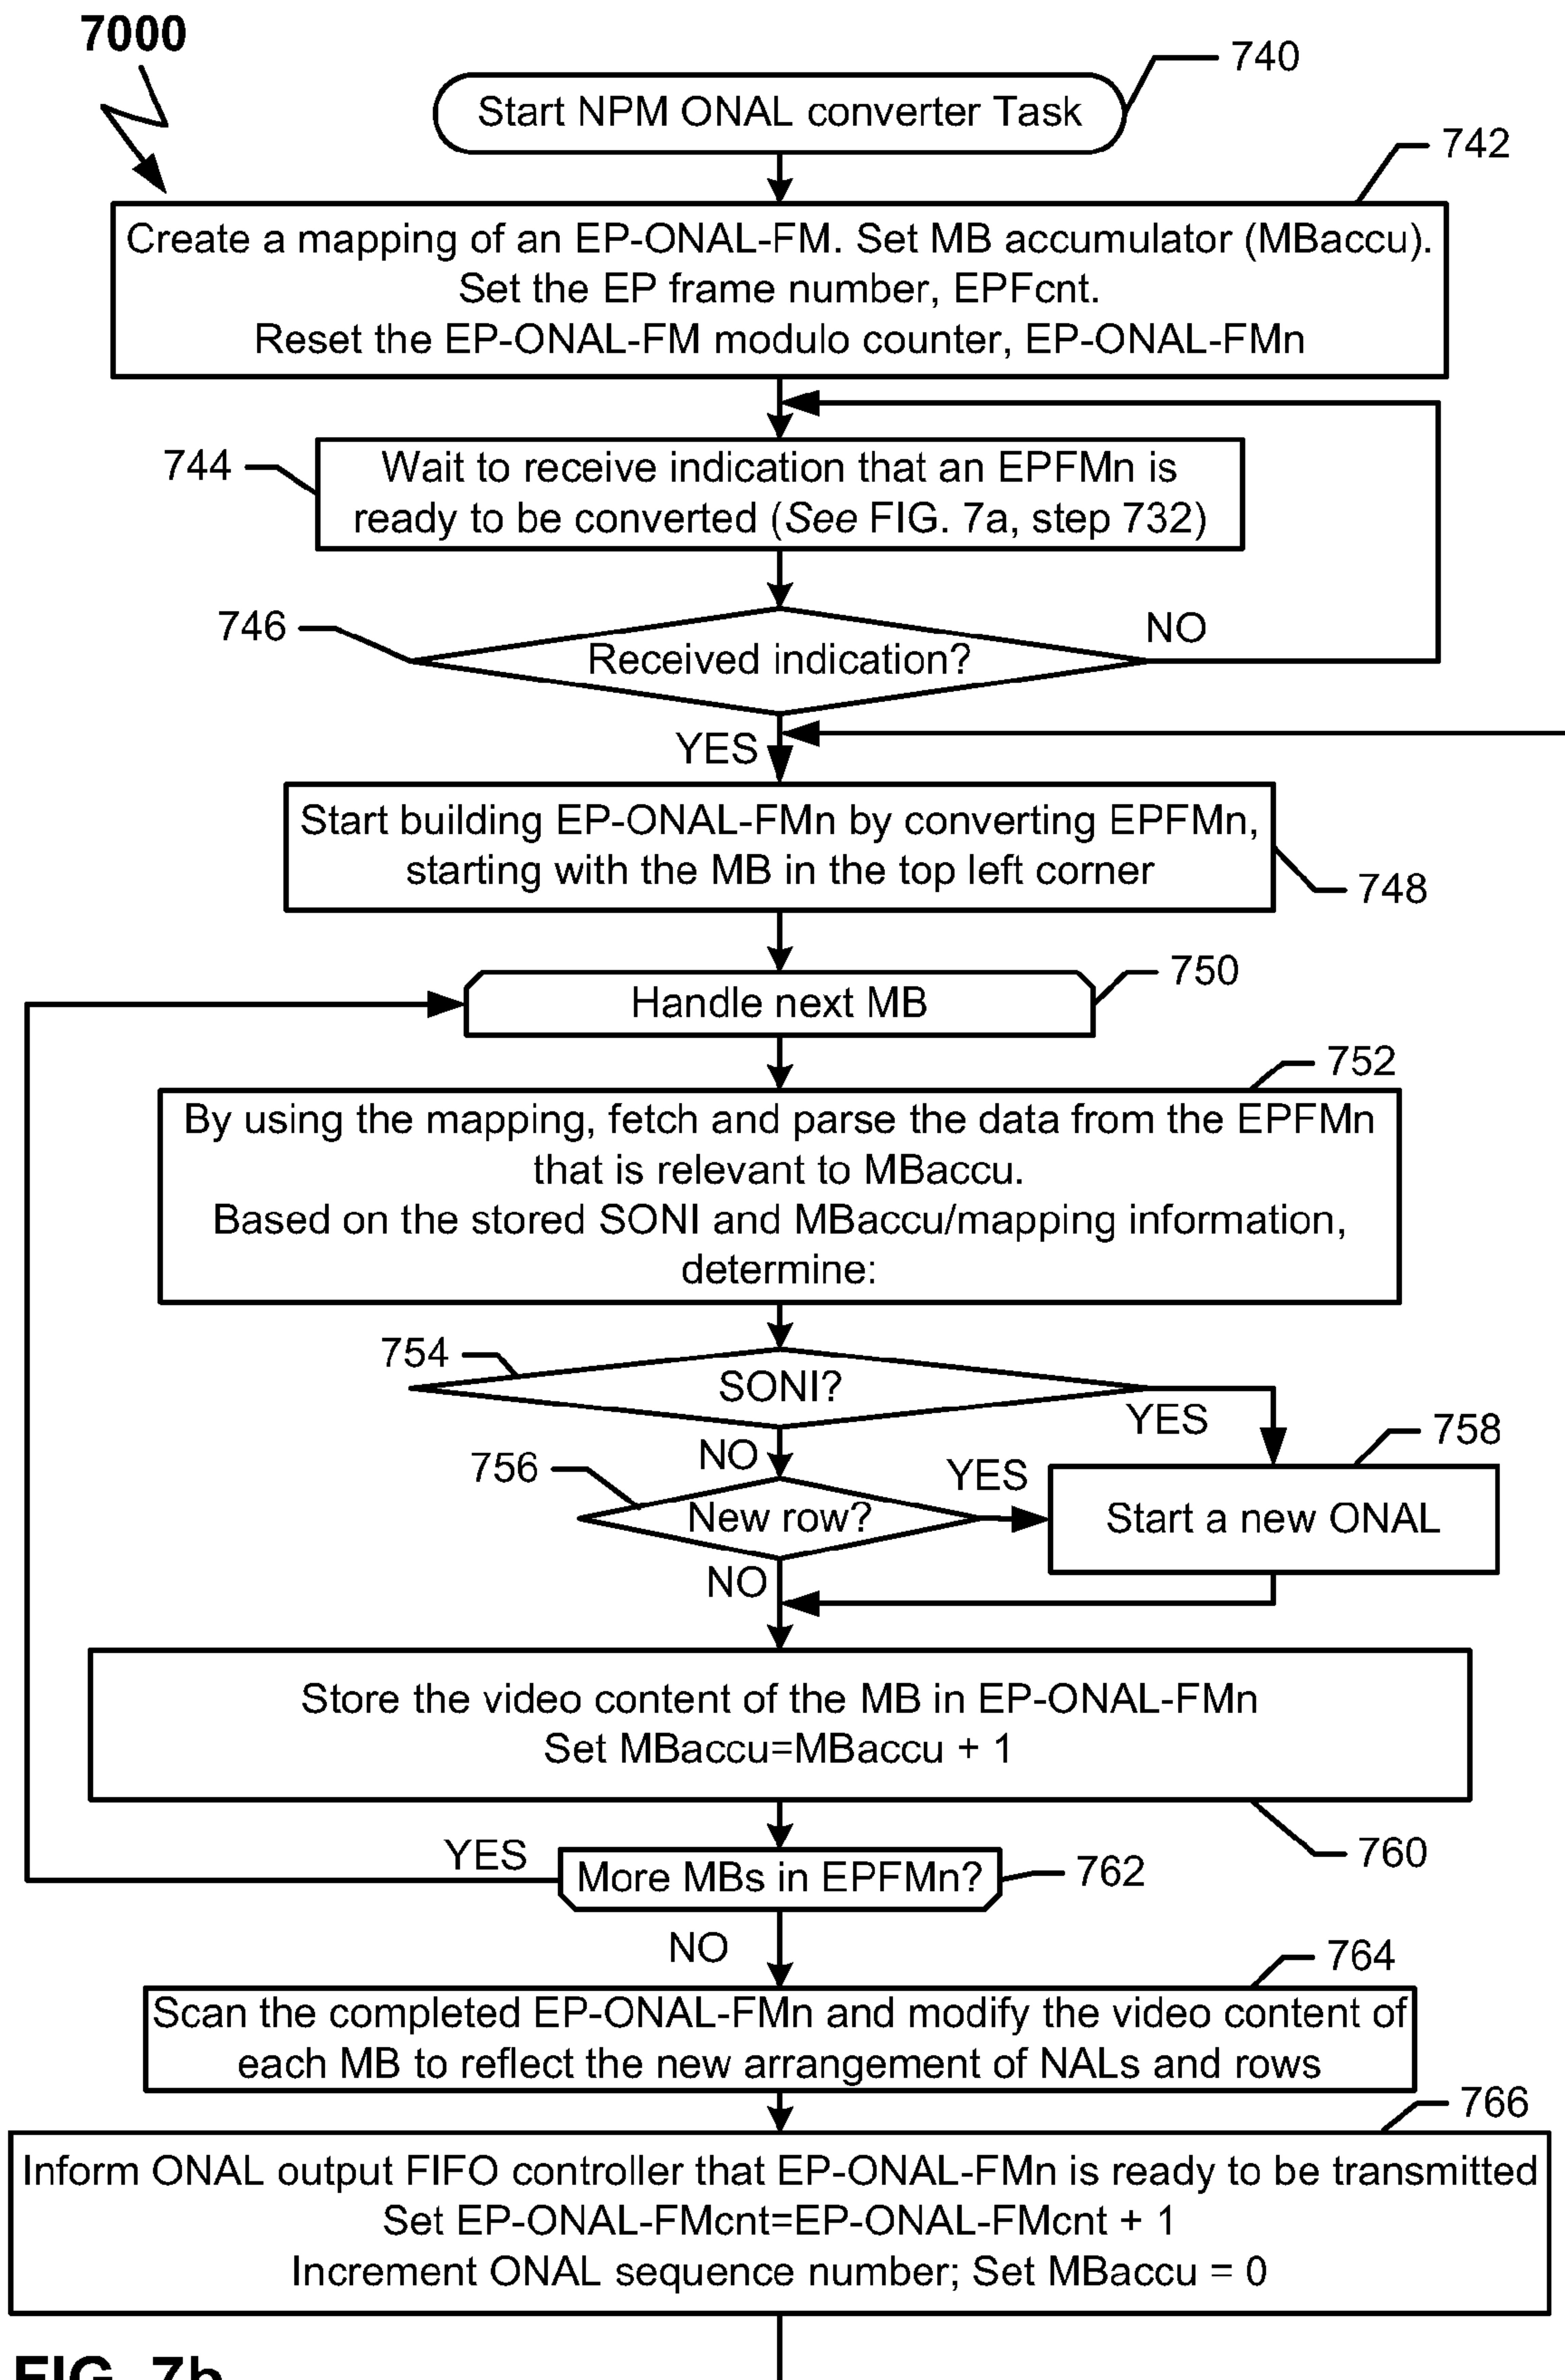 7000
740
Start NPM ONAL converter Task
742
Create a mapping of an EP-ONAL-FM. Set MB accumulator (MBaccu).
Set the EP frame number, EPFcnt.
Reset the EP-ONAL-FM modulo counter, EP-ONAL-FMn
744
Wait to receive indication that an EPFMn is
ready to be converted (See FIG. 7a, step 732)
746
Received indication?
NO
YES
Start building EP-ONAL-FMn by converting EPFMn,
starting with the MB in the top left corner
748
750
Handle next MB
752
By using the mapping, fetch and parse the data from the EPFMn
that is relevant to MBaccu.
Based on the stored SONI and MBaccu/mapping information,
determine:
754
SONI?
YES
NO
756
New row?
YES
758
Start a new ONAL
NO
Store the video content of the MB in EP-ONAL-FMn
Set MBaccu=MBaccu + 1
760
YES
More MBs in EPFMn?
762
NO
764
Scan the completed EP-ONAL-FMn and modify the video content of
each MB to reflect the new arrangement of NALs and rows
766
Inform ONAL output FIFO controller that EP-ONAL-FMn is ready to be transmitted
Set EP-ONAL-FMcnt=EP-ONAL-FMcnt + 1
Increment ONAL sequence number; Set MBaccu = 0
FIG. 7b